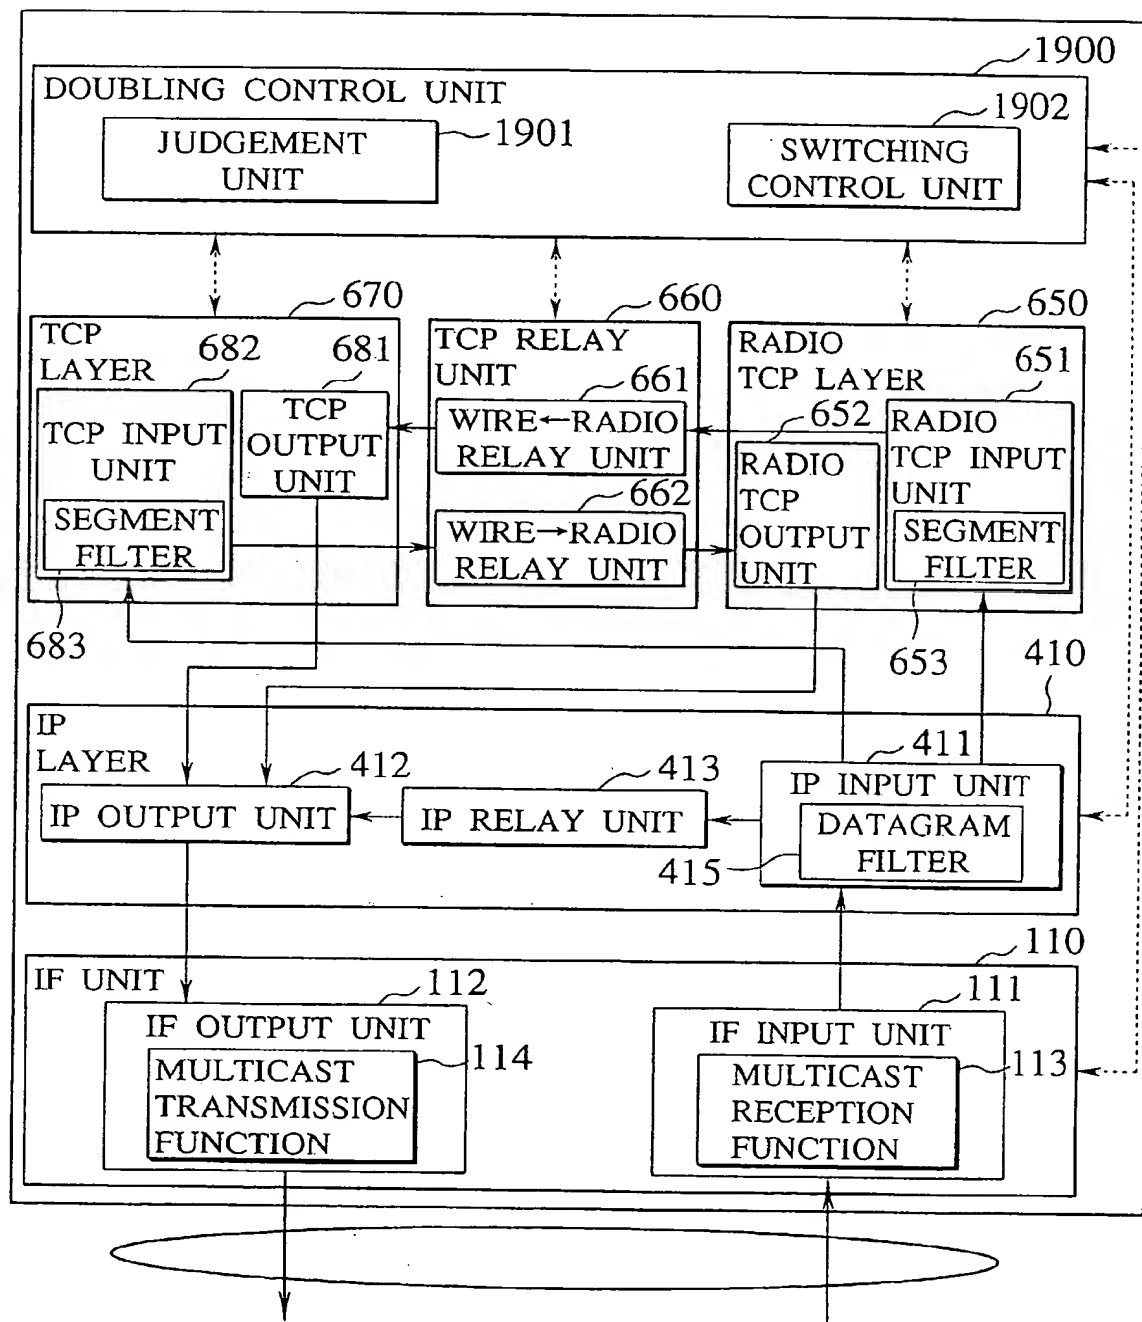 1900
DOUBLING CONTROL UNIT
1901
1902
JUDGEMENT
UNIT
SWITCHING
CONTROL UNIT
670
660
650
TCP
LAYER
682
681
TCP INPUT
UNIT
SEGMENT
FILTER
683
TCP
OUTPUT
UNIT
TCP RELAY
UNIT
661
WIRE←RADIO
RELAY UNIT
662
WIRE→RADIO
RELAY UNIT
RADIO
TCP LAYER
651
652
RADIO
TCP
OUTPUT
UNIT
RADIO
TCP INPUT
UNIT
SEGMENT
FILTER
653
410
IP
LAYER
412
413
411
IP OUTPUT UNIT
IP RELAY UNIT
IP INPUT UNIT
DATAGRAM
FILTER
415
110
IF UNIT
112
111
IF OUTPUT UNIT
114
MULTICAST
TRANSMISSION
FUNCTION
IF INPUT UNIT
113
MULTICAST
RECEPTION
FUNCTION